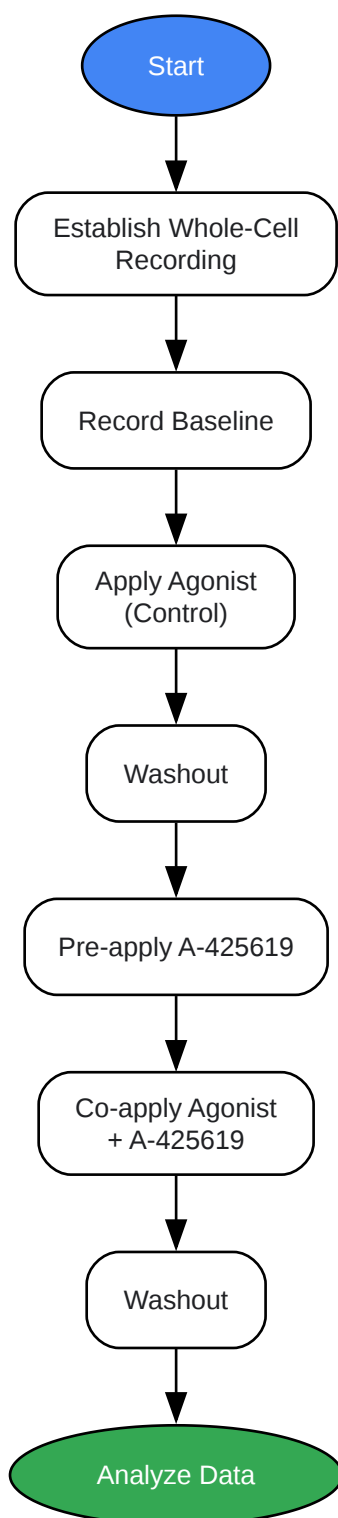 Start
Establish Whole-Cell
Recording
Record Baseline
Apply Agonist
(Control)
Washout
Pre-apply A-425619
Co-apply Agonist
+ A-425619
Washout
Analyze Data